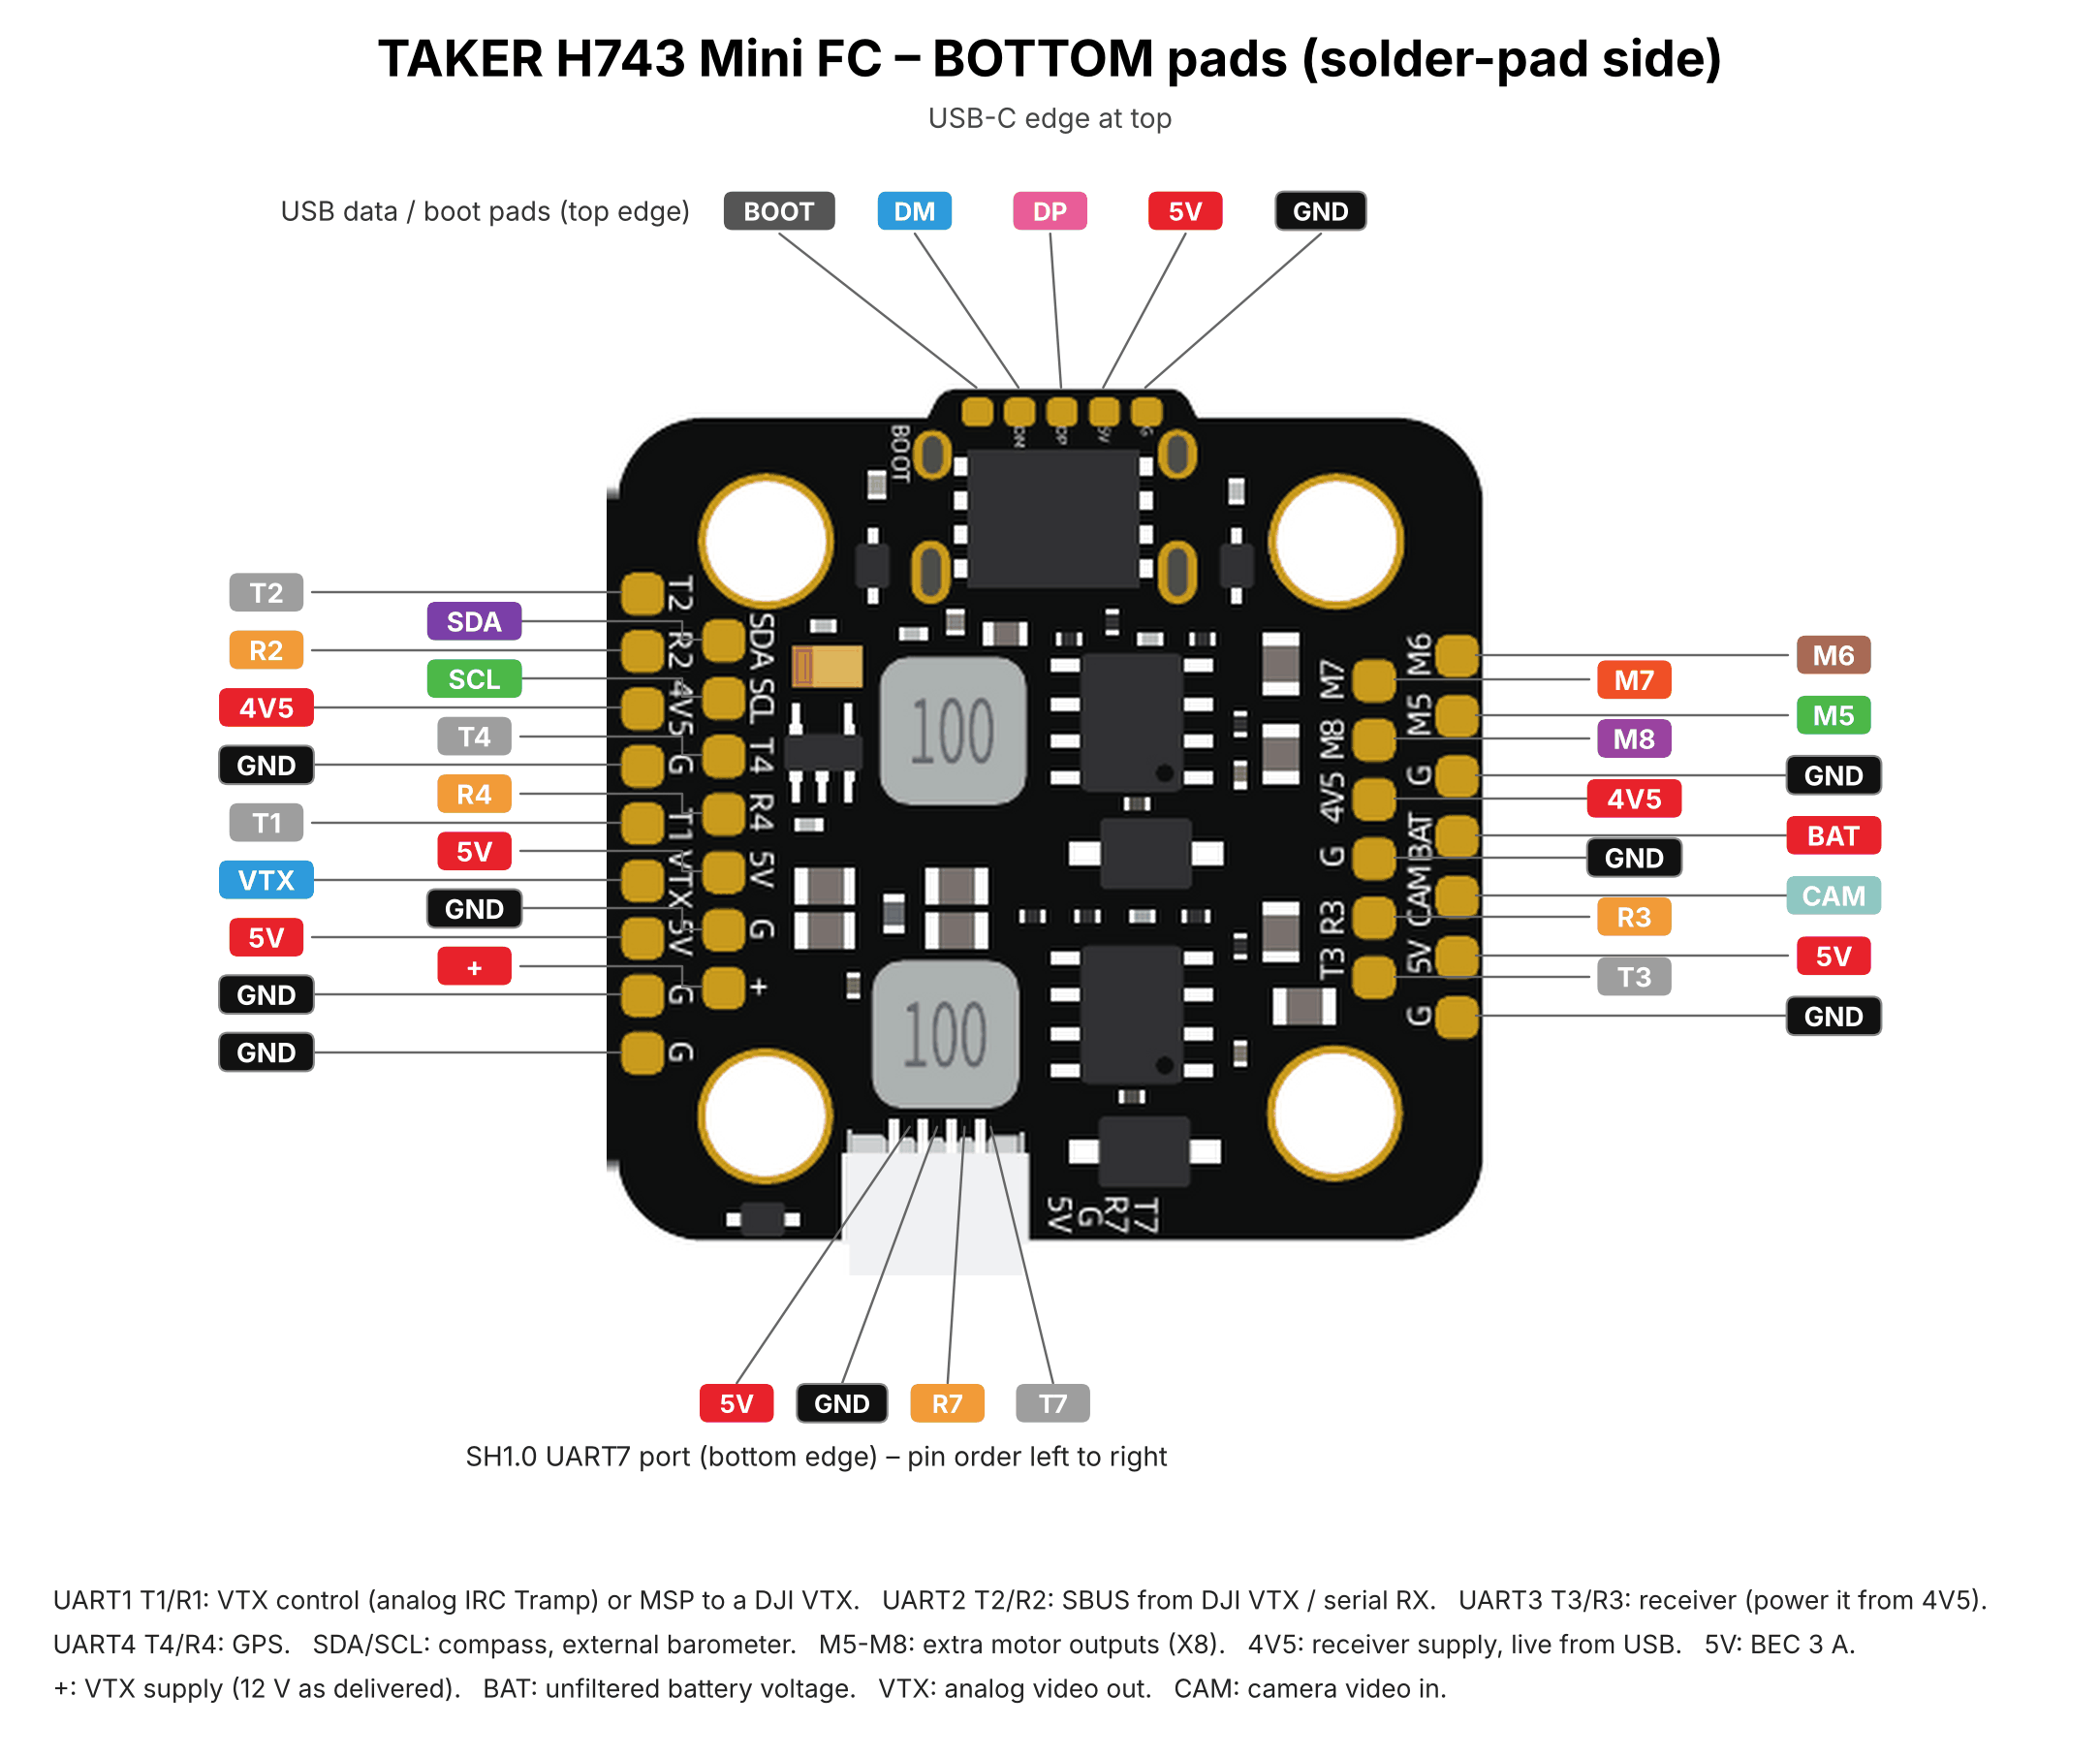 TAKER H743 Mini FC – BOTTOM pads (solder-pad side)
USB-C edge at top
USB data / boot pads (top edge) BOOT DM DP 5V GND
DM DP 5V G
BOOT
T2
SDA
R2
SCL
4V5
T4
GND
R4
T1
5V
VTX
GND
5V
+
GND
GND
T2
R2
4V5
G
T1
VTX
5V
G
G
SDA
SCL
T4
R4
5V
G
+
100
100
M7
M8
4V5
G
R3
T3
M6
M5
G
BAT
CAM
5V
G
M6
M7
M5
M8
GND
4V5
BAT
GND
CAM
R3
5V
T3
GND
5V
G
R7
T7
5V GND R7 T7
SH1.0 UART7 port (bottom edge) – pin order left to right
UART1 T1/R1: VTX control (analog IRC Tramp) or MSP to a DJI VTX. UART2 T2/R2: SBUS from DJI VTX / serial RX. UART3 T3/R3: receiver (power it from 4V5).
UART4 T4/R4: GPS. SDA/SCL: compass, external barometer. M5-M8: extra motor outputs (X8). 4V5: receiver supply, live from USB. 5V: BEC 3 A.
+: VTX supply (12 V as delivered). BAT: unfiltered battery voltage. VTX: analog video out. CAM: camera video in.